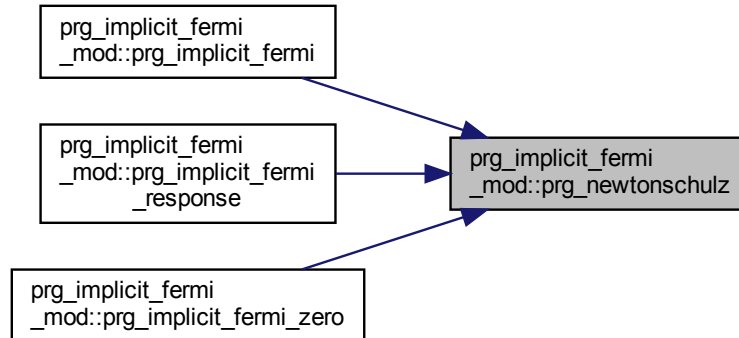 prg_implicit_fermi
_mod::prg_implicit_fermi
prg_implicit_fermi
_mod::prg_implicit_fermi
_response
prg_implicit_fermi
_mod::prg_implicit_fermi_zero
prg_implicit_fermi
_mod::prg_newtonschulz